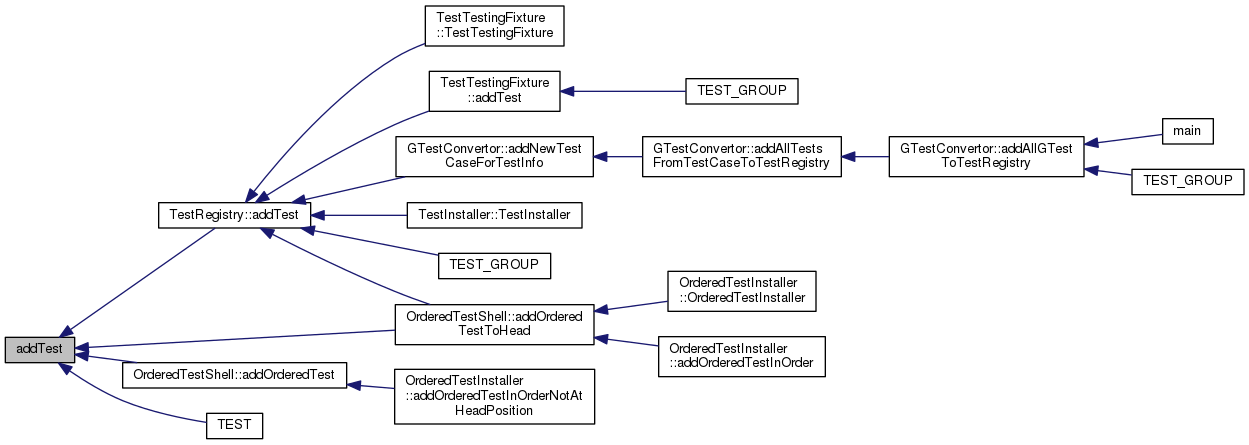 TestTestingFixture
::TestTestingFixture
TestTestingFixture
::addTest
TEST_GROUP
GTestConvertor::addNewTest
CaseForTestInfo
GTestConvertor::addAllTests
FromTestCaseToTestRegistry
GTestConvertor::addAllGTest
ToTestRegistry
main
TEST_GROUP
TestRegistry::addTest
TestInstaller::TestInstaller
TEST_GROUP
OrderedTestShell::addOrdered
TestToHead
OrderedTestInstaller
::OrderedTestInstaller
OrderedTestInstaller
::addOrderedTestInOrder
addTest
OrderedTestShell::addOrderedTest
OrderedTestInstaller
::addOrderedTestInOrderNotAt
HeadPosition
TEST